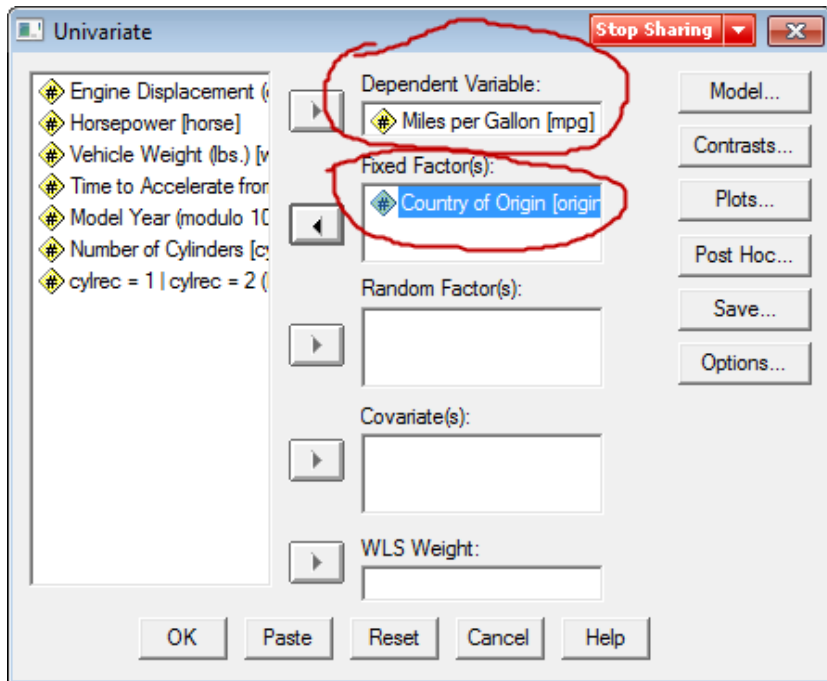 Univariate
Stop Sharing
Engine Displacement (
Horsepower [horse]
Vehicle Weight (lbs.) [w
Time to Accelerate from
Model Year (modulo 10
Number of Cylinders [cy
cylrec = 1 | cylrec = 2 (
Dependent Variable:
Miles per Gallon [mpg]
Fixed Factor(s):
Country of Origin [origin
Random Factor(s):
Covariate(s):
WLS Weight:
Model...
Contrasts...
Plots...
Post Hoc...
Save...
Options...
OK
Paste
Reset
Cancel
Help